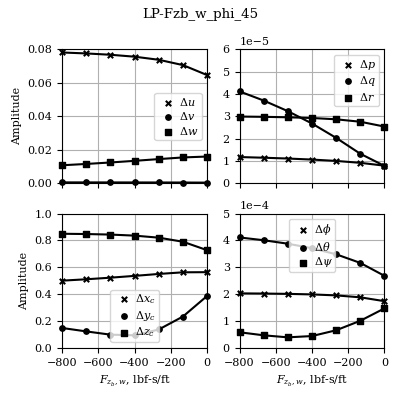 LP-Fzb_w_phi_45
1e−5
0.08
0.06
0.04
0.02
0.00
Amplitude
Δu
Δv
Δw
6
5
4
3
2
1
0
Δp
Δq
Δr
1e−4
1.0
0.8
0.6
0.4
0.2
0.0
Amplitude
Δx_c
Δy_c
Δz_c
5
4
3
2
1
0
Δϕ
Δθ
Δψ
−800 −600 −400 −200 0
−800 −600 −400 −200 0
F_{z_b,w}, lbf-s/ft
F_{z_b,w}, lbf-s/ft